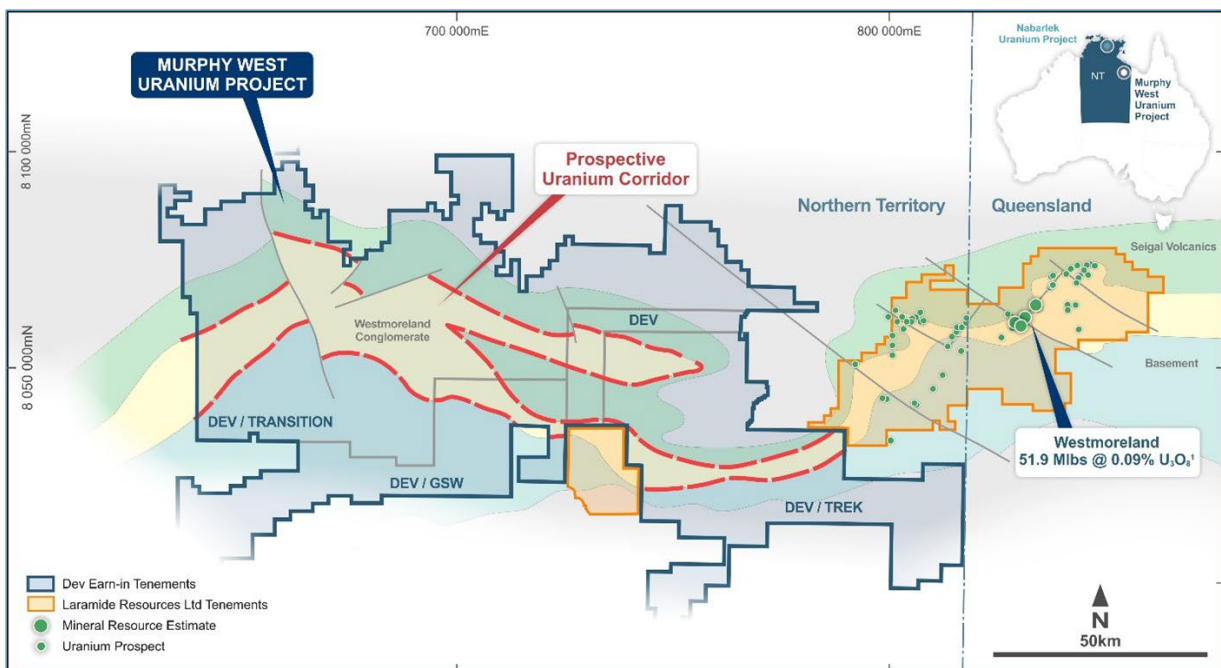 700 000mE
800 000mE
8 100 000mN
8 050 000mN
MURPHY WEST
URANIUM PROJECT
Prospective
Uranium Corridor
Northern Territory
Queensland
Nabarlek
Uranium Project
NT
Murphy
West
Uranium
Project
Seigal Volcanics
DEV
Westmoreland
Conglomerate
Basement
DEV / TRANSITION
DEV / GSW
DEV / TREK
Westmoreland
51.9 Mlbs @ 0.09% U₃O₈¹
Dev Earn-in Tenements
Laramide Resources Ltd Tenements
Mineral Resource Estimate
Uranium Prospect
N
50km